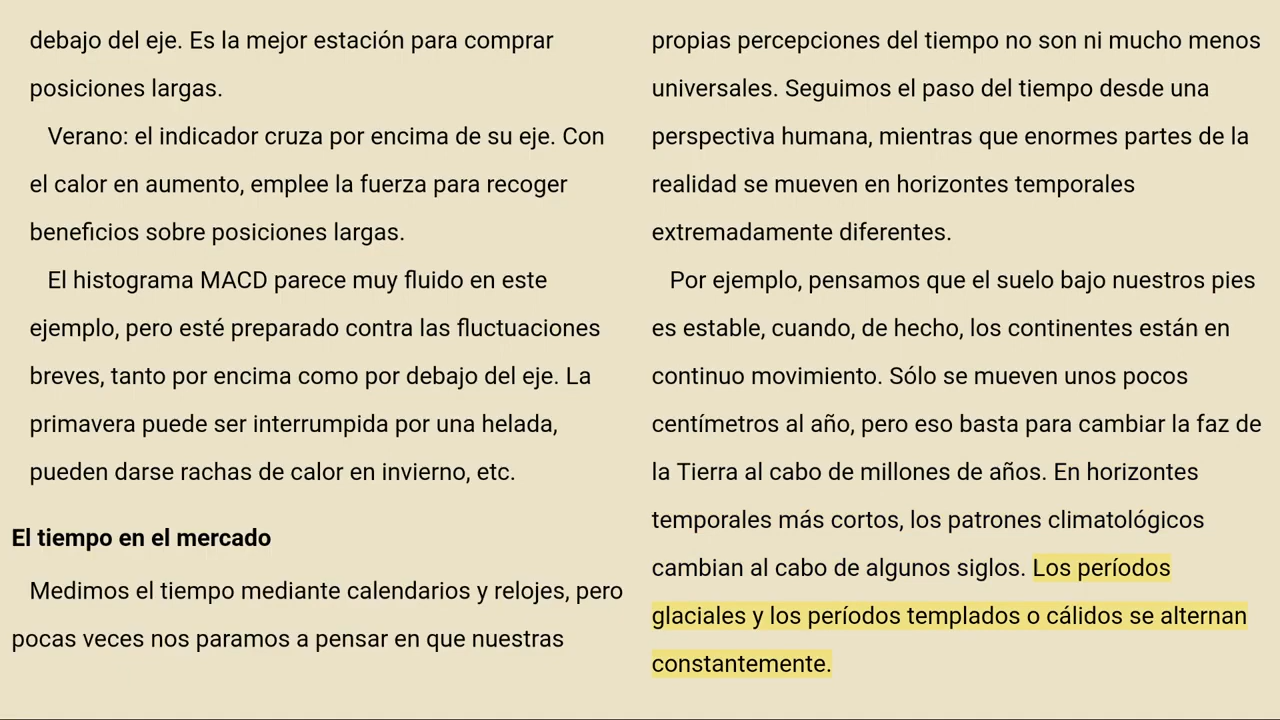 debajo del eje. Es la mejor estación para comprar
posiciones largas.
Verano: el indicador cruza por encima de su eje. Con
el calor en aumento, emplee la fuerza para recoger
beneficios sobre posiciones largas.
El histograma MACD parece muy fluido en este
ejemplo, pero esté preparado contra las fluctuaciones
breves, tanto por encima como por debajo del eje. La
primavera puede ser interrumpida por una helada,
pueden darse rachas de calor en invierno, etc.
El tiempo en el mercado
Medimos el tiempo mediante calendarios y relojes, pero
pocas veces nos paramos a pensar en que nuestras
propias percepciones del tiempo no son ni mucho menos
universales. Seguimos el paso del tiempo desde una
perspectiva humana, mientras que enormes partes de la
realidad se mueven en horizontes temporales
extremadamente diferentes.
Por ejemplo, pensamos que el suelo bajo nuestros pies
es estable, cuando, de hecho, los continentes están en
continuo movimiento. Sólo se mueven unos pocos
centímetros al año, pero eso basta para cambiar la faz de
la Tierra al cabo de millones de años. En horizontes
temporales más cortos, los patrones climatológicos
cambian al cabo de algunos siglos. Los períodos
glaciales y los períodos templados o cálidos se alternan
constantemente.